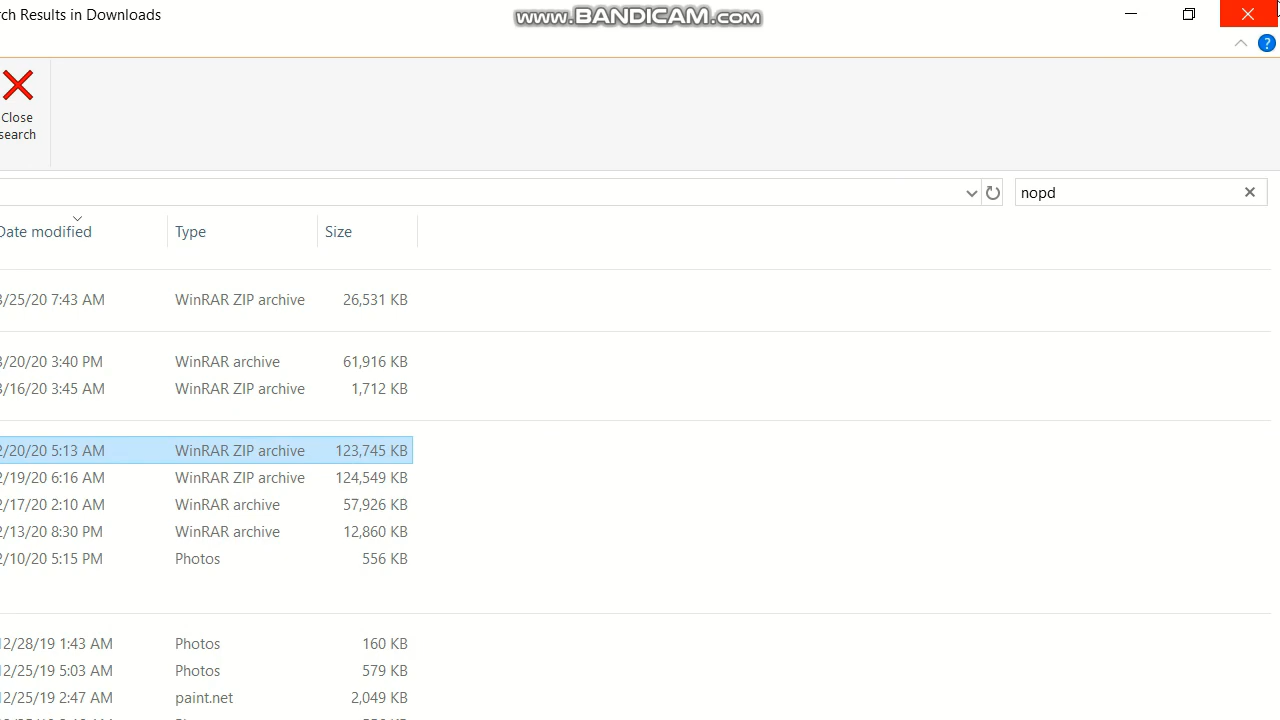 rch Results in Downloads
www.BANDICAM.com
?
Close
search
nopd
Date modified Type Size
3/25/20 7:43 AM WinRAR ZIP archive 26,531 KB
3/20/20 3:40 PM WinRAR archive 61,916 KB
3/16/20 3:45 AM WinRAR ZIP archive 1,712 KB
2/20/20 5:13 AM WinRAR ZIP archive 123,745 KB
2/19/20 6:16 AM WinRAR ZIP archive 124,549 KB
2/17/20 2:10 AM WinRAR archive 57,926 KB
2/13/20 8:30 PM WinRAR archive 12,860 KB
2/10/20 5:15 PM Photos 556 KB
12/28/19 1:43 AM Photos 160 KB
12/25/19 5:03 AM Photos 579 KB
12/25/19 2:47 AM paint.net 2,049 KB